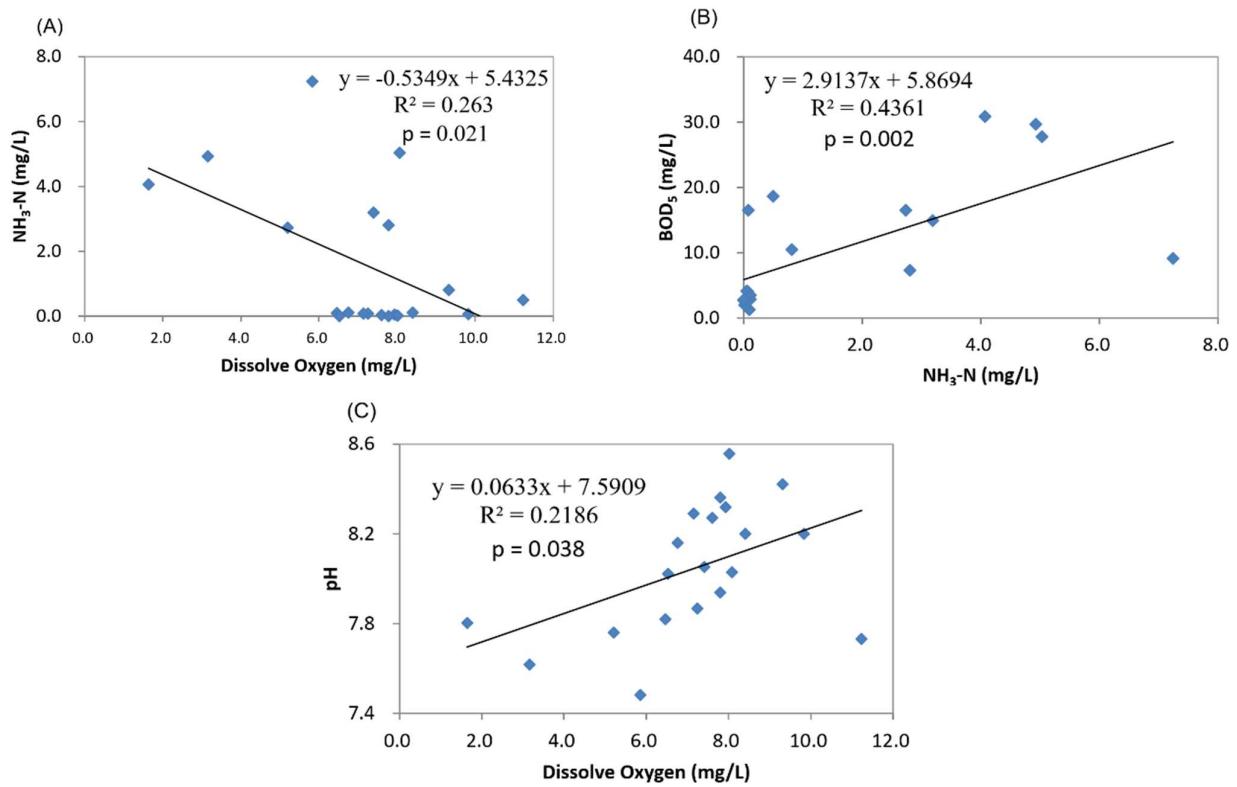 (A)
8.0
6.0
4.0
2.0
0.0
NH₃-N (mg/L)
y = -0.5349x + 5.4325
R² = 0.263
p = 0.021
0.0 2.0 4.0 6.0 8.0 10.0 12.0
Dissolve Oxygen (mg/L)
(B)
40.0
30.0
20.0
10.0
0.0
BOD₅ (mg/L)
y = 2.9137x + 5.8694
R² = 0.4361
p = 0.002
0.0 2.0 4.0 6.0 8.0
NH₃-N (mg/L)
(C)
8.6
8.2
7.8
7.4
pH
y = 0.0633x + 7.5909
R² = 0.2186
p = 0.038
0.0 2.0 4.0 6.0 8.0 10.0 12.0
Dissolve Oxygen (mg/L)